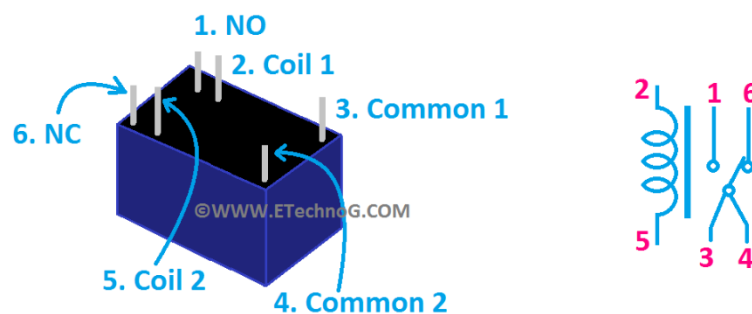 1. NO
2. Coil 1
3. Common 1
6. NC
©WWW.ETechnoG.COM
5. Coil 2
4. Common 2
2 1 6
5 3 4